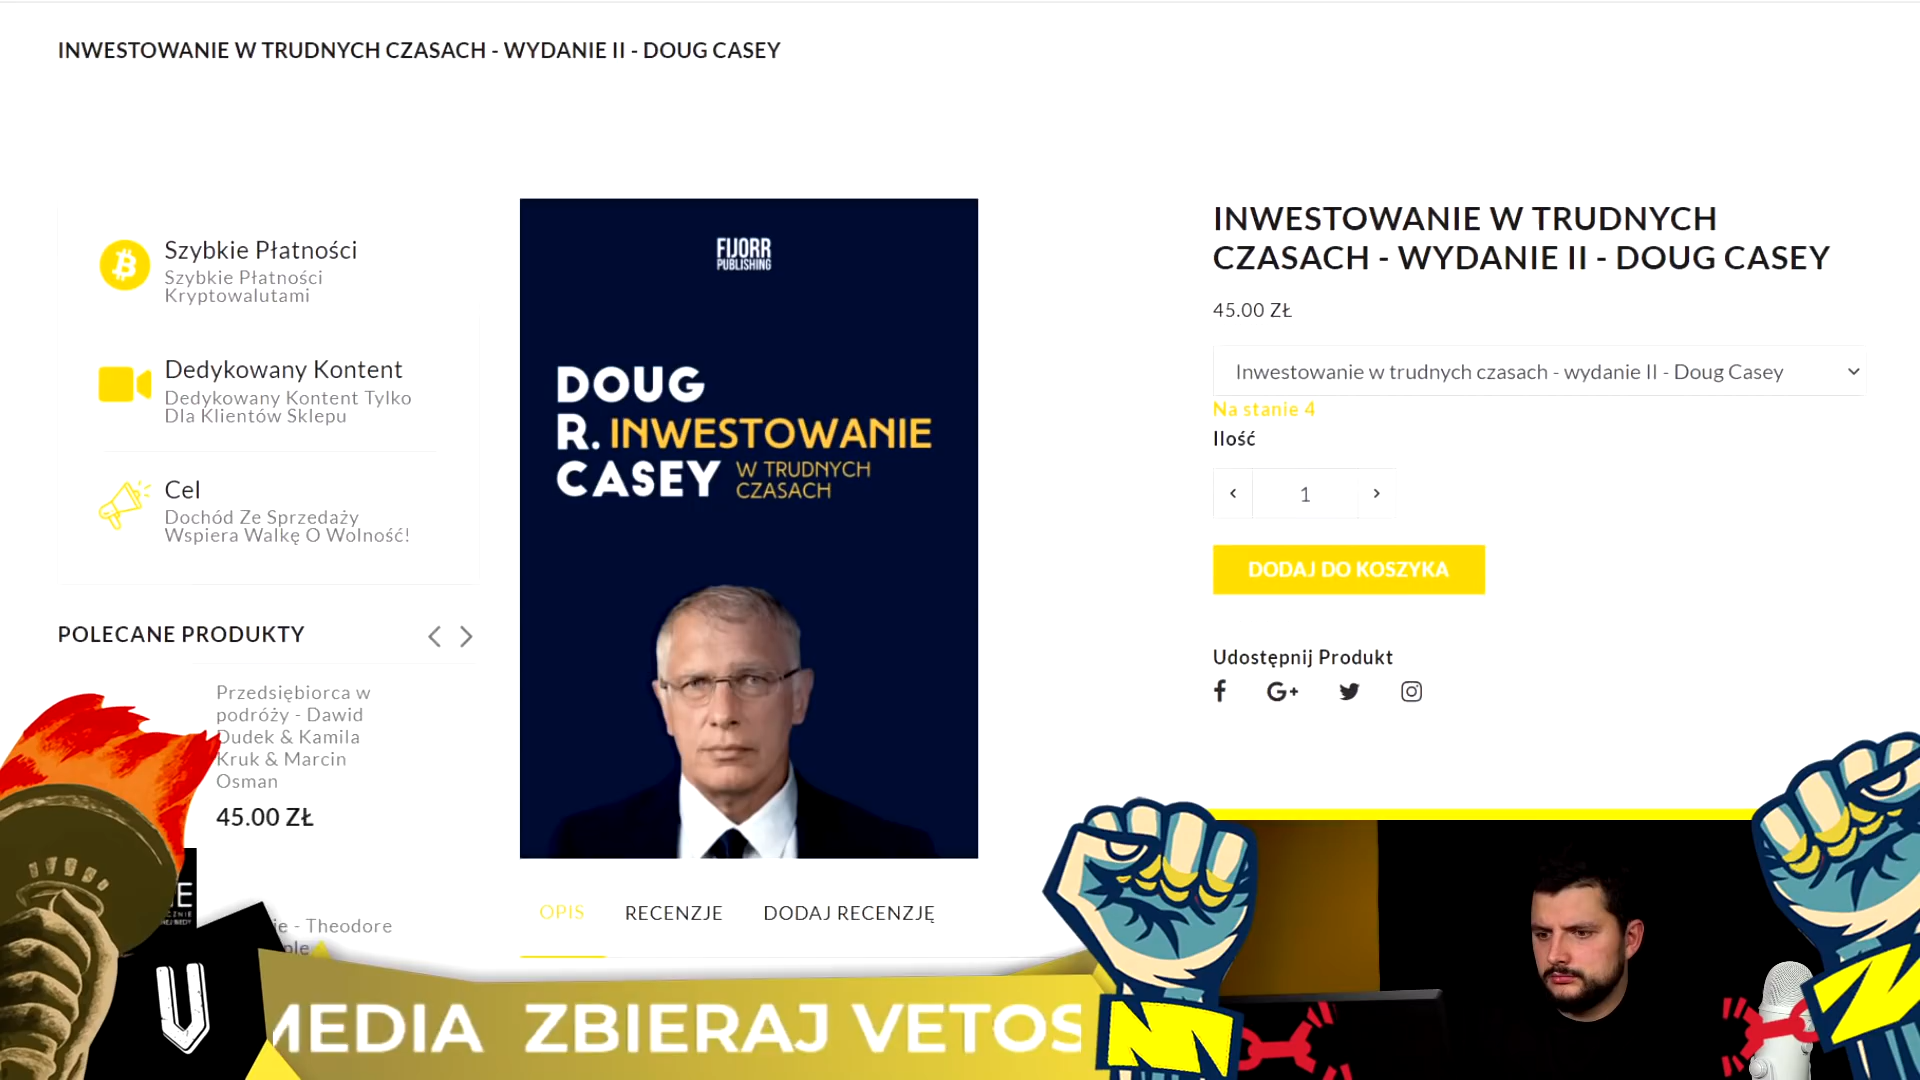 INWESTOWANIE W TRUDNYCH CZASACH - WYDANIE II - DOUG CASEY
Szybkie Płatności
Szybkie Płatności
Kryptowalutami
Dedykowany Kontent
Dedykowany Kontent Tylko
Dla Klientów Sklepu
Cel
Dochód Ze Sprzedaży
Wspiera Walkę O Wolność!
POLECANE PRODUKTY
Przedsiębiorca w
podróży - Dawid
Dudek & Kamila
Kruk & Marcin
Osman
45.00 ZŁ
- Theodore
FIJORR
PUBLISHING
DOUG
R. INWESTOWANIE
CASEY W TRUDNYCH
CZASACH
OPIS RECENZJE DODAJ RECENZJĘ
INWESTOWANIE W TRUDNYCH
CZASACH - WYDANIE II - DOUG CASEY
45.00 ZŁ
Inwestowanie w trudnych czasach - wydanie II - Doug Casey
Na stanie 4
Ilość
1
DODAJ DO KOSZYKA
Udostępnij Produkt
MEDIA ZBIERAJ VETOS